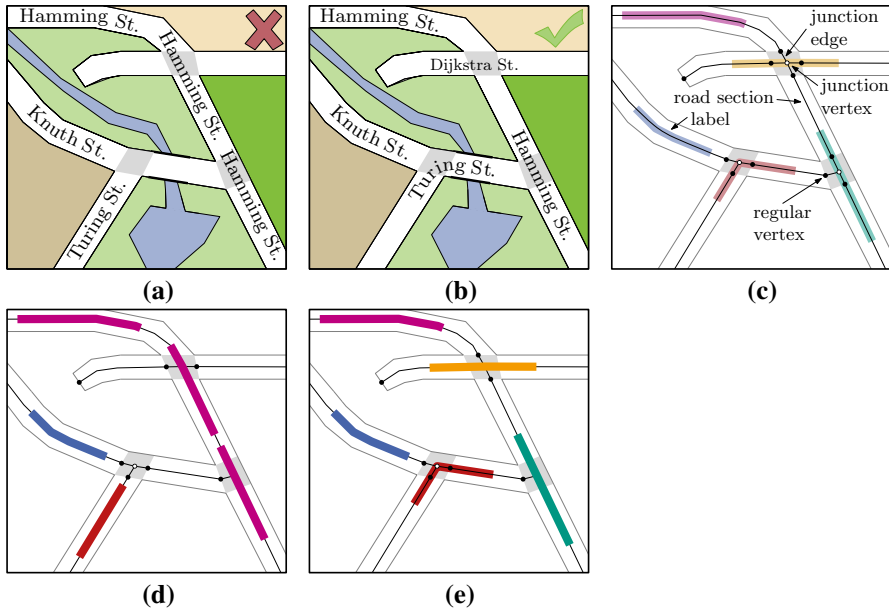 Hamming St.
Hamming St.
Knuth St.
Turing St.
Hamming St.
(a)
Hamming St.
Dijkstra St.
Knuth St.
Turing St.
Hamming St.
(b)
junction
edge
junction
vertex
road section
label
regular
vertex
(c)
(d)
(e)